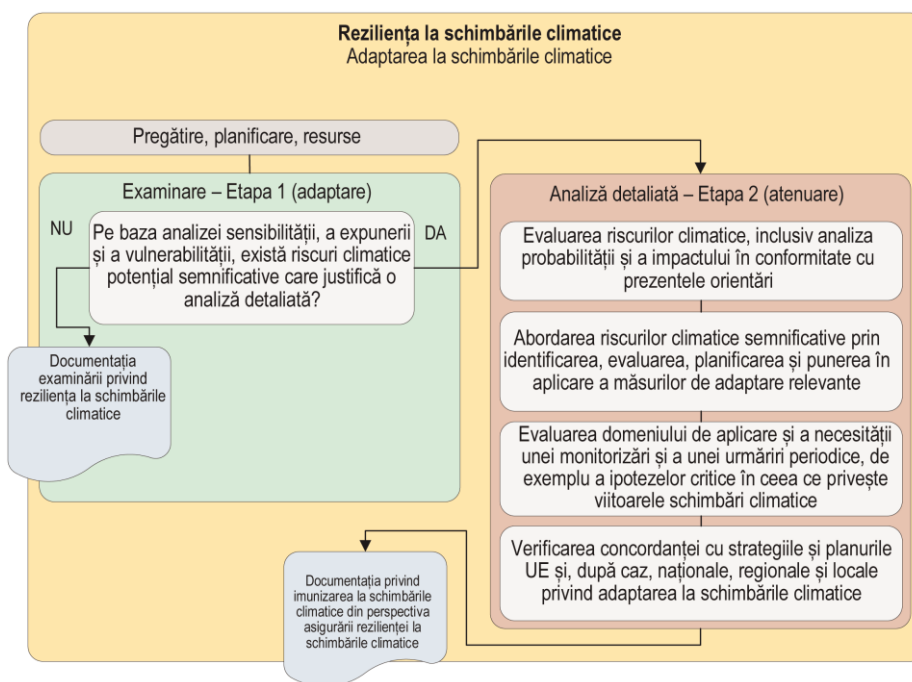 Reziliența la schimbările climatice
Adaptarea la schimbările climatice
Pregătire, planificare, resurse
Examinare – Etapa 1 (adaptare)
NU
DA
Pe baza analizei sensibilității, a expunerii
și a vulnerabilității, există riscuri climatice
potențial semnificative care justifică o
analiză detaliată?
Documentația
examinării privind
reziliența la schimbările
climatice
Analiză detaliată – Etapa 2 (atenuare)
Evaluarea riscurilor climatice, inclusiv analiza
probabilității și a impactului în conformitate cu
prezentele orientări
Abordarea riscurilor climatice semnificative prin
identificarea, evaluarea, planificarea și punerea în
aplicare a măsurilor de adaptare relevante
Evaluarea domeniului de aplicare și a necesității
unei monitorizări și a unei urmăriri periodice, de
exemplu a ipotezelor critice în ceea ce privește
viitoarele schimbări climatice
Verificarea concordanței cu strategiile și planurile
UE și, după caz, naționale, regionale și locale
privind adaptarea la schimbările climatice
Documentația privind
imunizarea la schimbările
climatice din perspectiva
asigurării rezilienței la
schimbările climatice